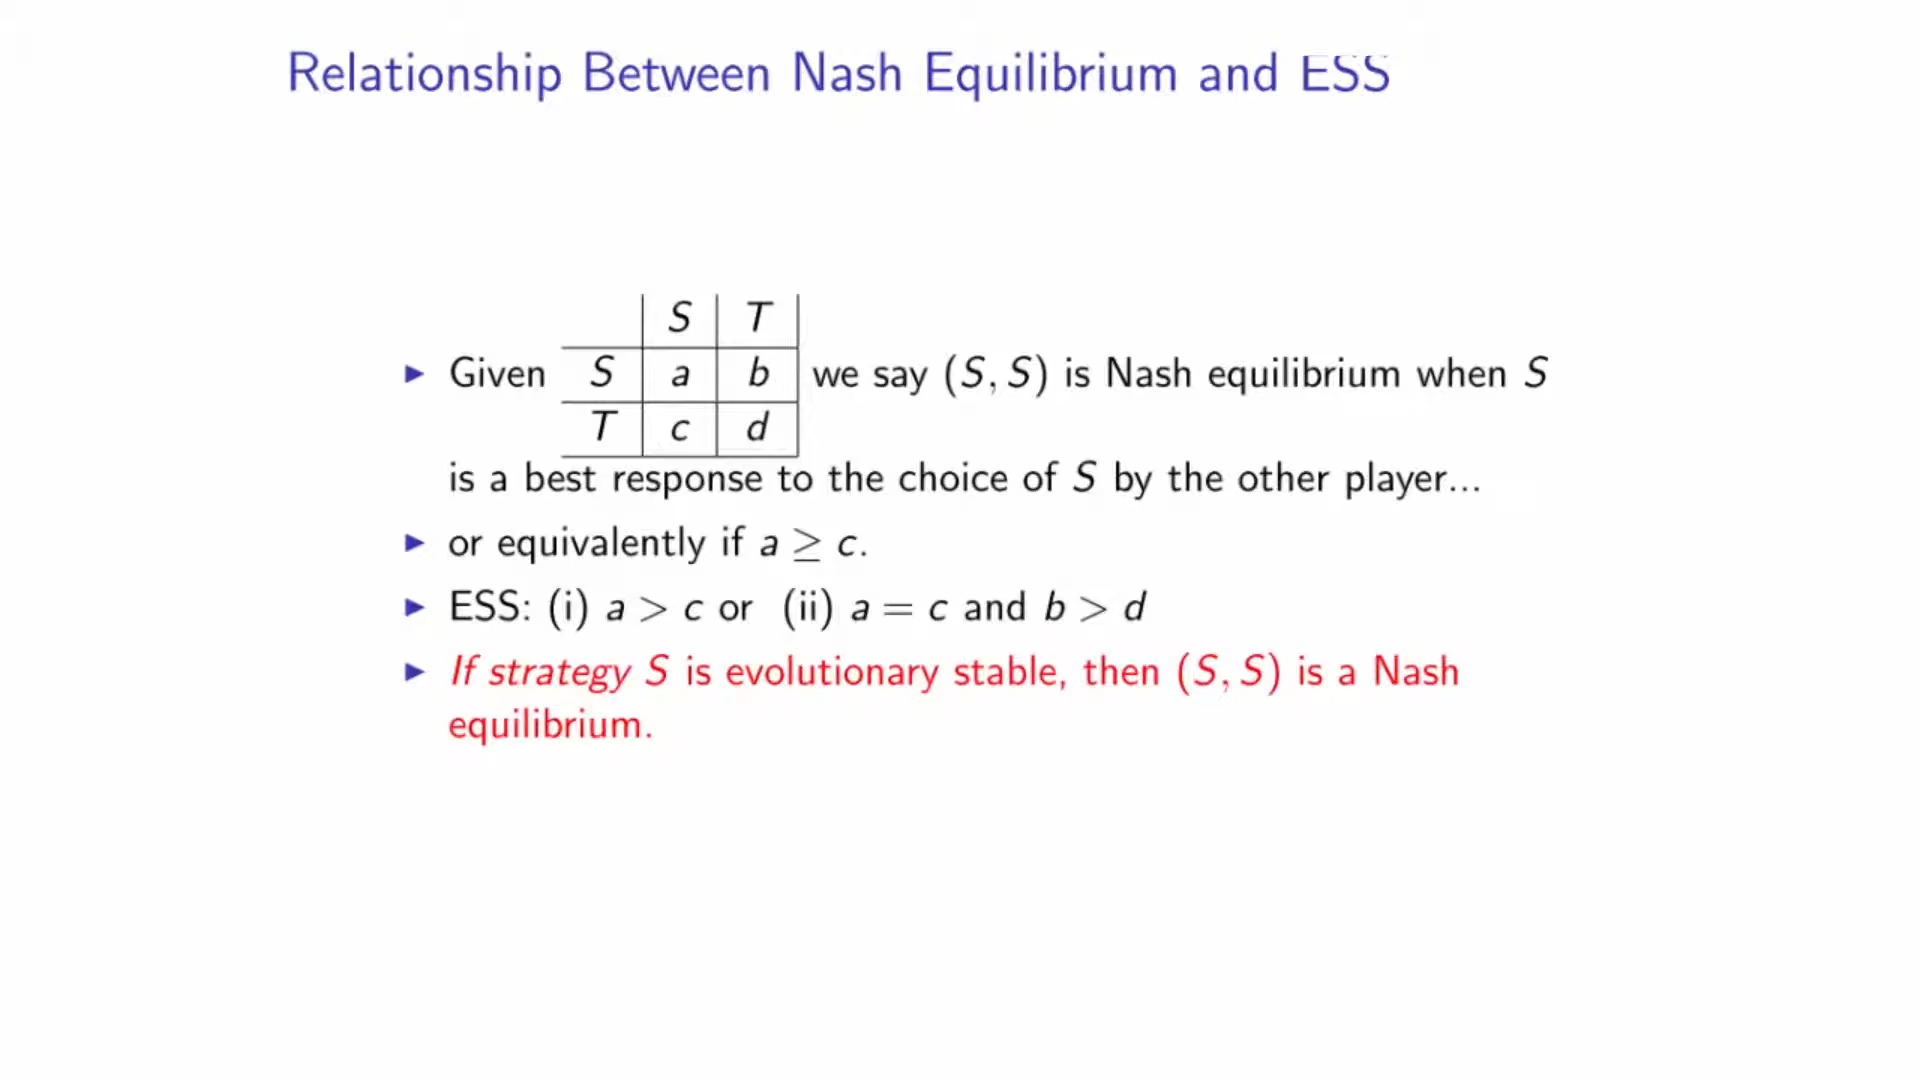 Relationship Between Nash Equilibrium and ESS
S T
► Given S a b we say (S, S) is Nash equilibrium when S
T c d
is a best response to the choice of S by the other player...
► or equivalently if a ≥ c.
► ESS: (i) a > c or (ii) a = c and b > d
► If strategy S is evolutionary stable, then (S, S) is a Nash
equilibrium.